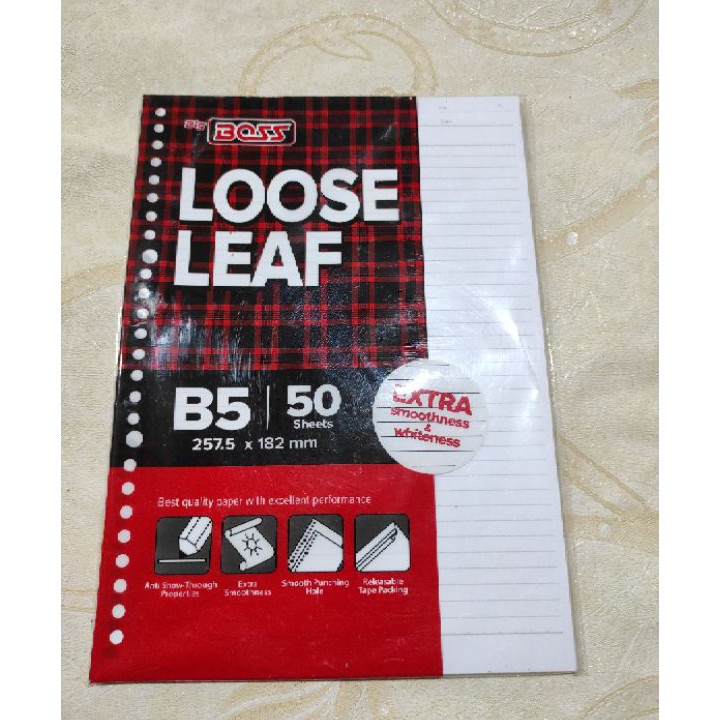 Big BOSS
LOOSE
LEAF
B5 50
Sheets
257.5 x 182 mm
EXTRA
smoothness
&
whiteness
Best quality paper with excellent performance
Anti Show-Through
Properties
Extra
Smoothness
Smooth Punching
Hole
Releasable
Tape Packing